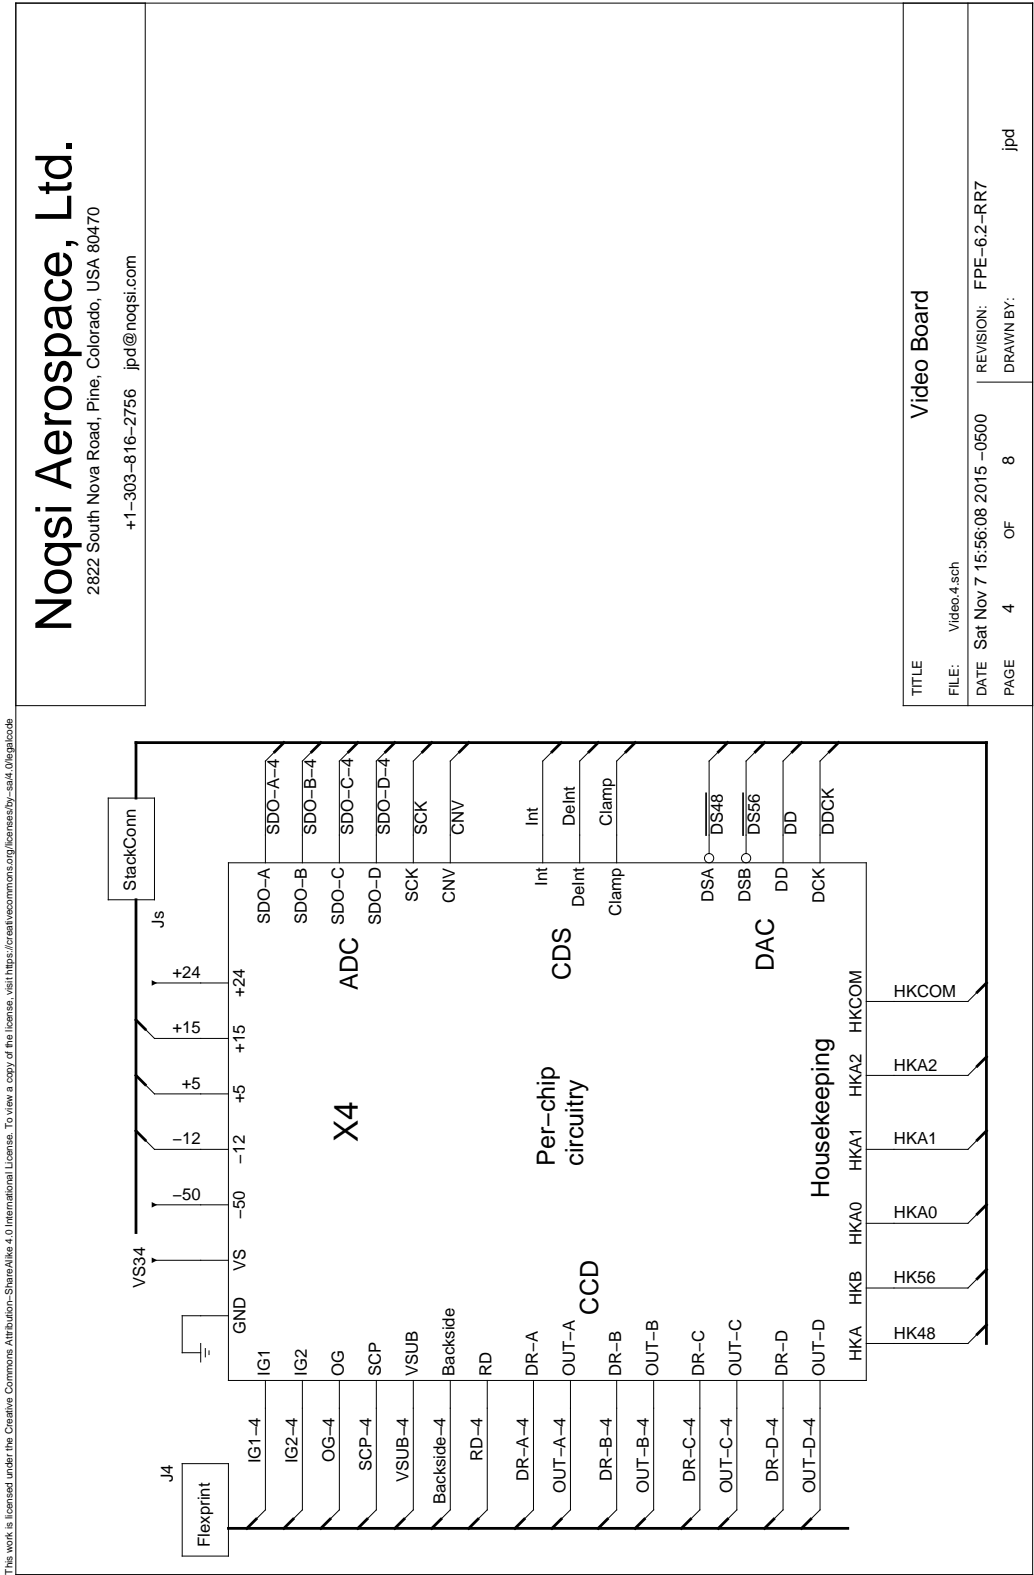 This work is licensed under the Creative Commons Attribution−ShareAlike 4.0 International License. To view a copy of the license, visit https://creativecommons.org/licenses/by−sa/4.0/legalcode
Noqsi Aerospace, Ltd.
2822 South Nova Road, Pine, Colorado, USA 80470
+1−303−816−2756 jpd@noqsi.com
J4
Flexprint
StackConn
Js
VS34
−50
−12
+5
+15
+24
GND
VS
−50
−12
+5
+15
+24
IG1−4
IG2−4
OG−4
SCP−4
VSUB−4
Backside−4
RD−4
DR−A−4
OUT−A−4
DR−B−4
OUT−B−4
DR−C−4
OUT−C−4
DR−D−4
OUT−D−4
IG1
IG2
OG
SCP
VSUB
Backside
RD
DR−A
OUT−A
DR−B
OUT−B
DR−C
OUT−C
DR−D
OUT−D
CCD
X4
Per−chip
circuitry
ADC
CDS
DAC
Housekeeping
SDO−A
SDO−B
SDO−C
SDO−D
SCK
CNV
Int
DeInt
Clamp
DSA
DSB
DD
DCK
SDO−A−4
SDO−B−4
SDO−C−4
SDO−D−4
SCK
CNV
Int
DeInt
Clamp
DS48
DS56
DD
DDCK
HKA
HKB
HKA0
HKA1
HKA2
HKCOM
HK48
HK56
HKA0
HKA1
HKA2
HKCOM
TITLE
Video Board
FILE: Video.4.sch
DATE Sat Nov 7 15:56:08 2015 −0500
REVISION: FPE−6.2−RR7
PAGE 4 OF 8
DRAWN BY: jpd